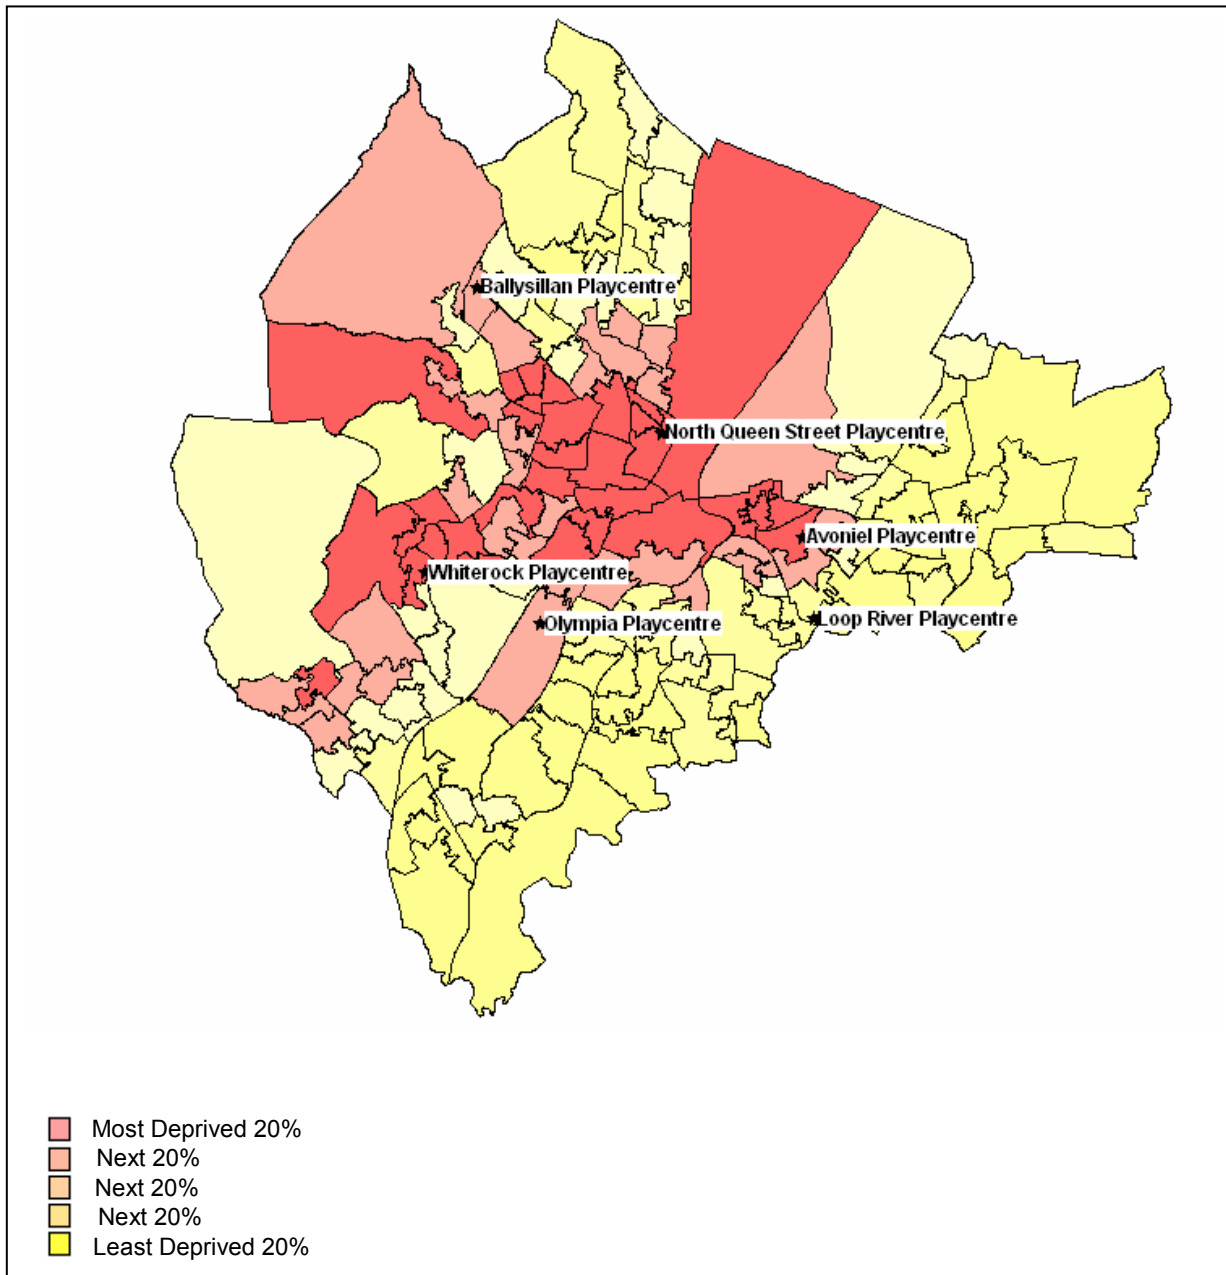 Ballysillan Playcentre
North Queen Street Playcentre
Avoniel Playcentre
Whiterock Playcentre
Loop River Playcentre
Olympia Playcentre
Most Deprived 20%
Next 20%
Next 20%
Next 20%
Least Deprived 20%